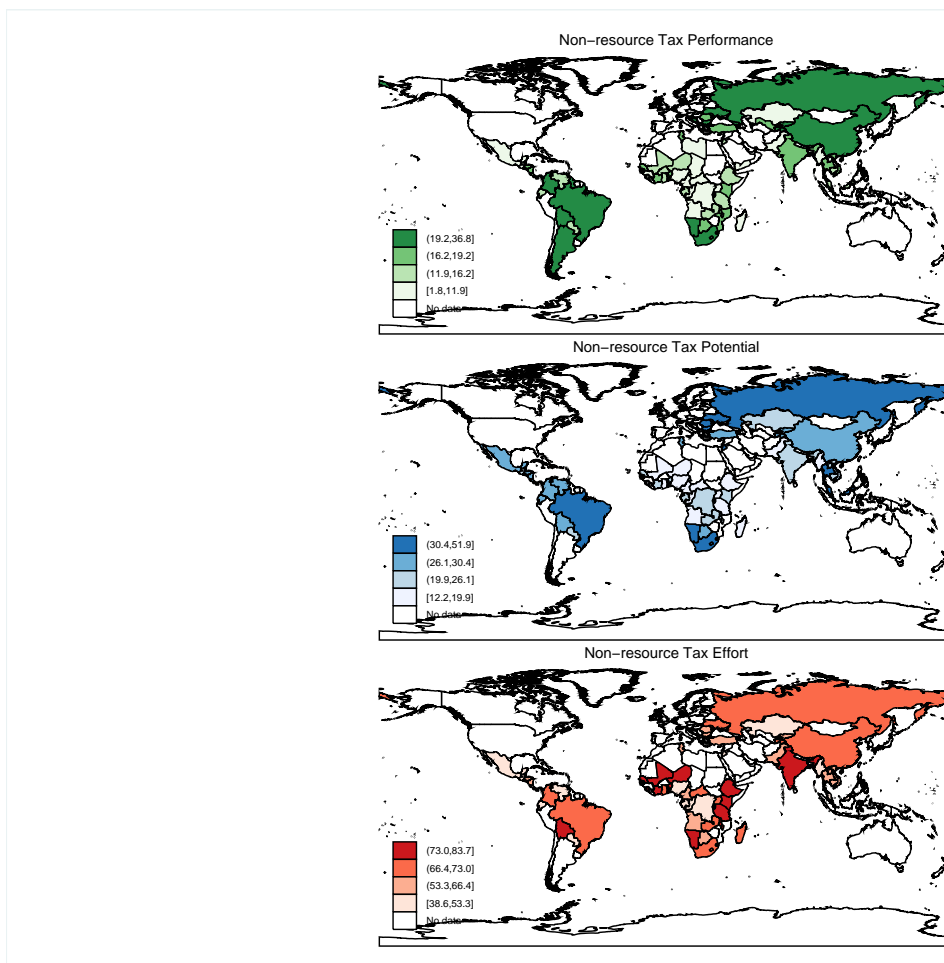 Non−resource Tax Performance
(19.2,36.8]
(16.2,19.2]
(11.9,16.2]
[1.8,11.9]
No data
Non−resource Tax Potential
(30.4,51.9]
(26.1,30.4]
(19.9,26.1]
[12.2,19.9]
No data
Non−resource Tax Effort
(73.0,83.7]
(66.4,73.0]
(53.3,66.4]
[38.6,53.3]
No data